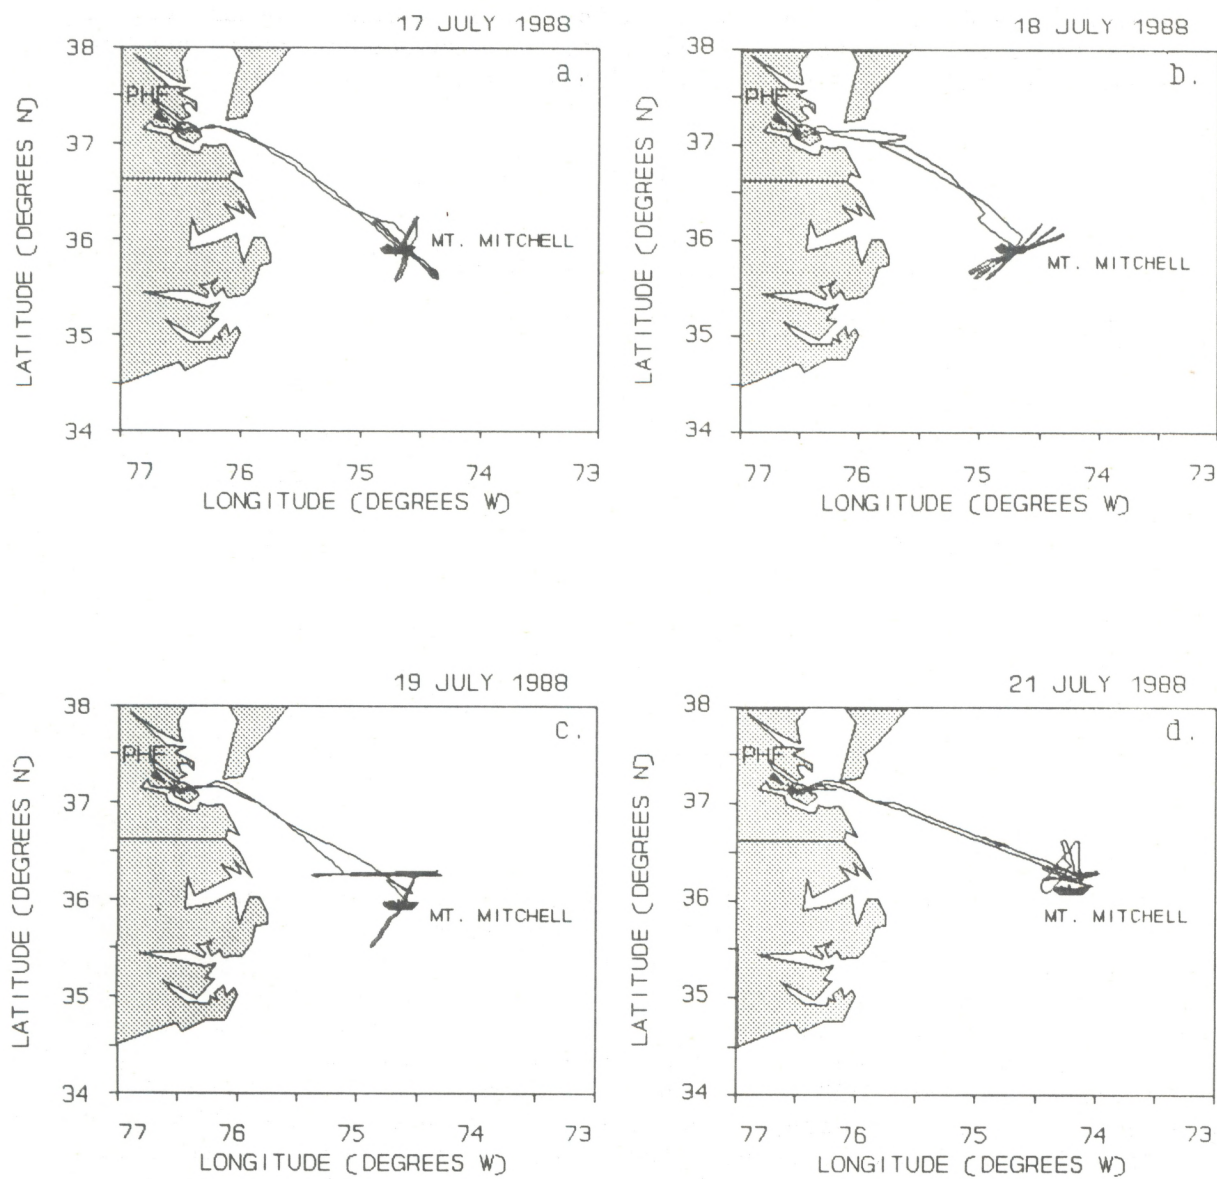 17 JULY 1988
a.
38
37
36
35
34
LATITUDE (DEGREES N)
PHF
MT. MITCHELL
77 76 75 74 73
LONGITUDE (DEGREES W)
18 JULY 1988
b.
38
37
36
35
34
LATITUDE (DEGREES N)
PHF
MT. MITCHELL
77 76 75 74 73
LONGITUDE (DEGREES W)
19 JULY 1988
c.
38
37
36
35
34
LATITUDE (DEGREES N)
PHF
MT. MITCHELL
77 76 75 74 73
LONGITUDE (DEGREES W)
21 JULY 1988
d.
38
37
36
35
34
LATITUDE (DEGREES N)
PHF
MT. MITCHELL
77 76 75 74 73
LONGITUDE (DEGREES W)